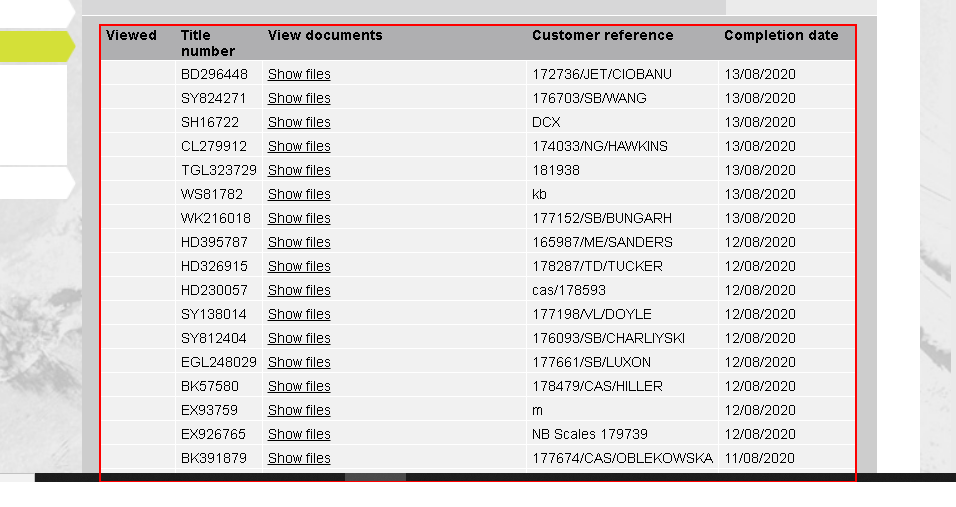 Viewed Title number View documents Customer reference Completion date
BD296448 Show files 172736/JET/CIOBANU 13/08/2020
SY824271 Show files 176703/SB/WANG 13/08/2020
SH16722 Show files DCX 13/08/2020
CL279912 Show files 174033/NG/HAWKINS 13/08/2020
TGL323729 Show files 181938 13/08/2020
WS81782 Show files kb 13/08/2020
WK216018 Show files 177152/SB/BUNGARH 13/08/2020
HD395787 Show files 165987/ME/SANDERS 12/08/2020
HD326915 Show files 178287/TD/TUCKER 12/08/2020
HD230057 Show files cas/178593 12/08/2020
SY138014 Show files 177198/VL/DOYLE 12/08/2020
SY812404 Show files 176093/SB/CHARLIYSKI 12/08/2020
EGL248029 Show files 177661/SB/LUXON 12/08/2020
BK57580 Show files 178479/CAS/HILLER 12/08/2020
EX93759 Show files m 12/08/2020
EX926765 Show files NB Scales 179739 12/08/2020
BK391879 Show files 177674/CAS/OBLEKOWSKA 11/08/2020